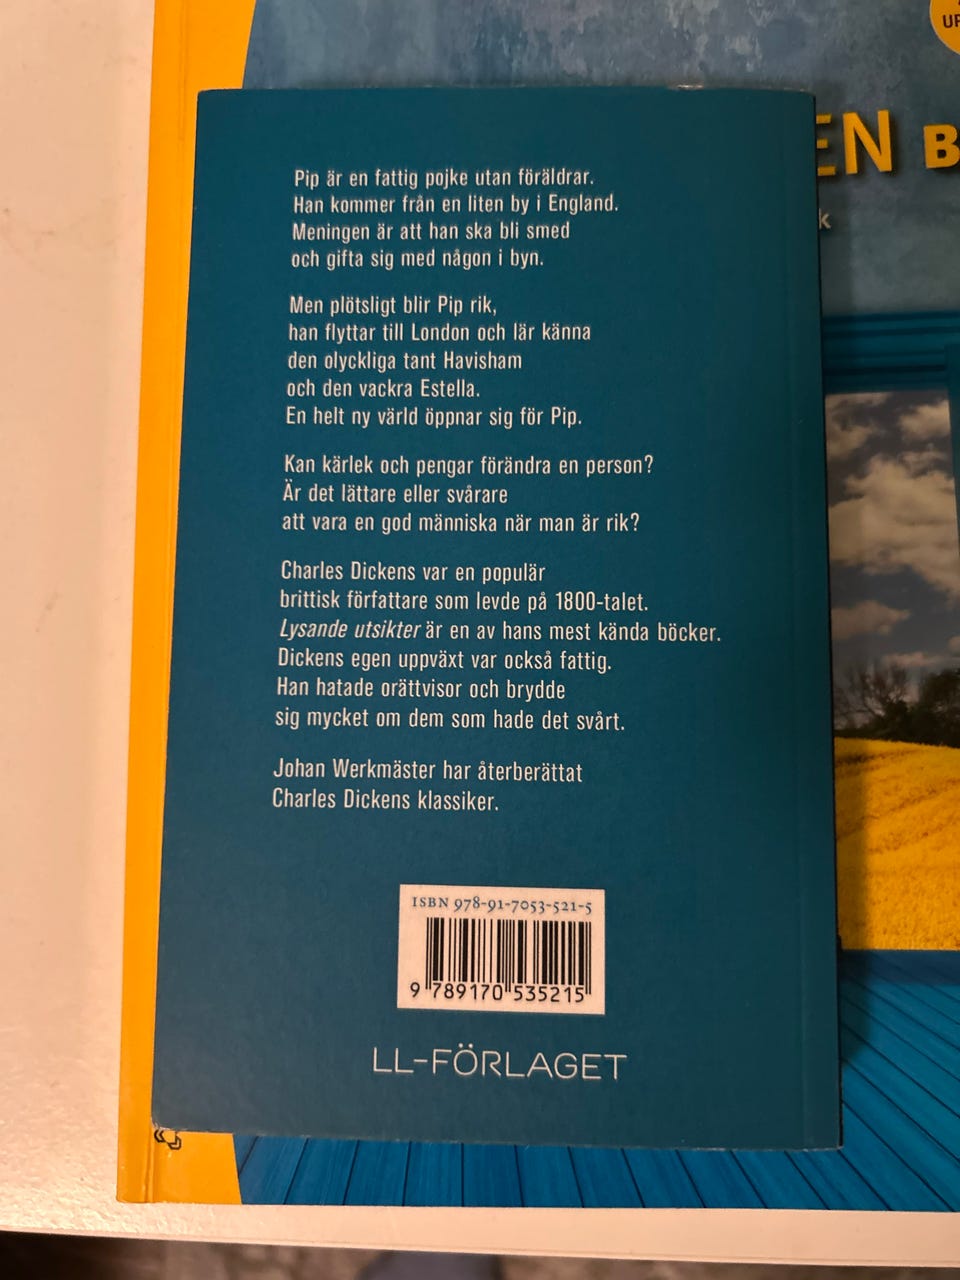 Pip är en fattig pojke utan föräldrar.
Han kommer från en liten by i England.
Meningen är att han ska bli smed
och gifta sig med någon i byn.
Men plötsligt blir Pip rik,
han flyttar till London och lär känna
den olyckliga tant Havisham
och den vackra Estella.
En helt ny värld öppnar sig för Pip.
Kan kärlek och pengar förändra en person?
Är det lättare eller svårare
att vara en god människa när man är rik?
Charles Dickens var en populär
brittisk författare som levde på 1800-talet.
Lysande utsikter är en av hans mest kända böcker.
Dickens egen uppväxt var också fattig.
Han hatade orättvisor och brydde
sig mycket om dem som hade det svårt.
Johan Werkmäster har återberättat
Charles Dickens klassiker.
ISBN 978-91-7053-521-5
9 789170 535215
LL-FÖRLAGET
EN B
k
UP